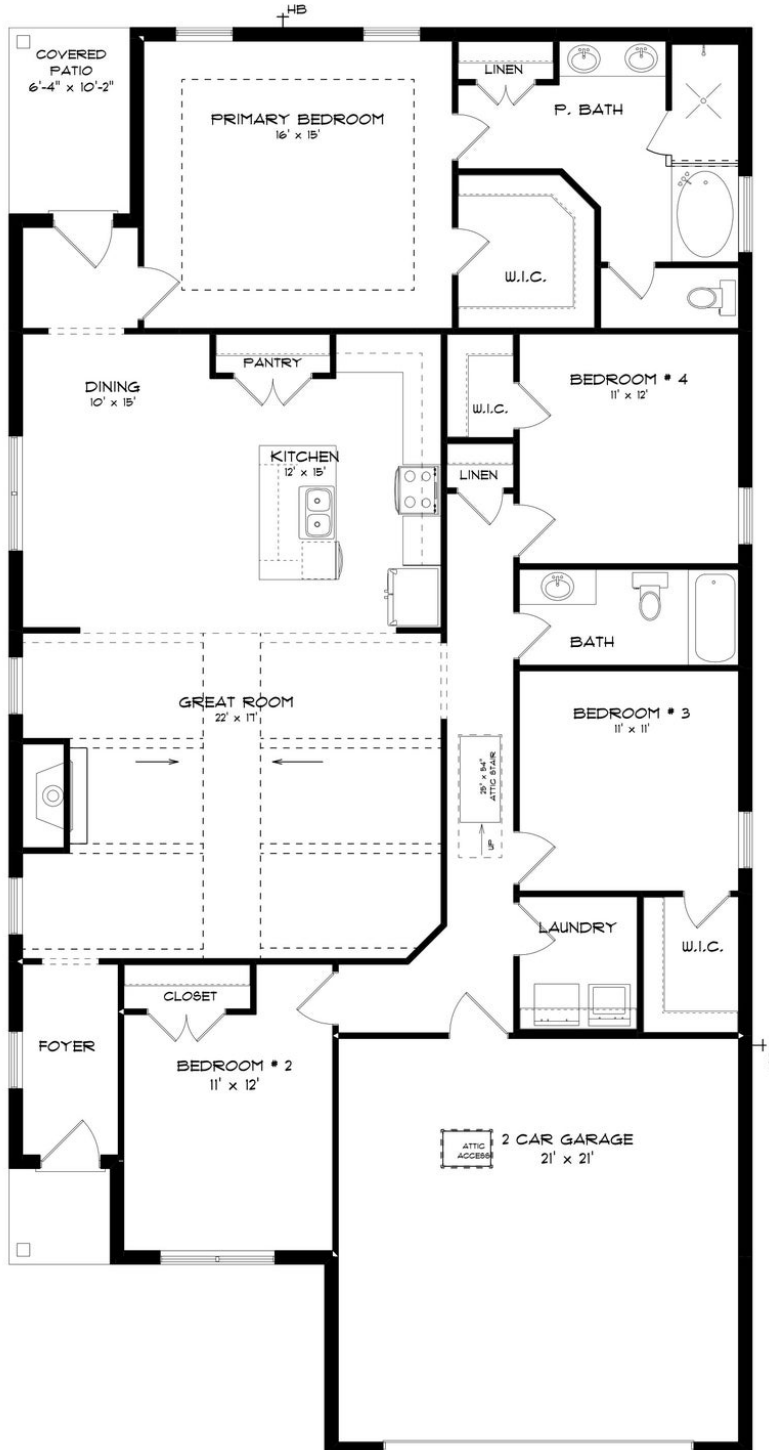 HB
COVERED
PATIO
6'-4" x 10'-2"
LINEN
P. BATH
PRIMARY BEDROOM
16' x 15'
W.I.C.
PANTRY
DINING
10' x 15'
BEDROOM # 4
11' x 12'
W.I.C.
KITCHEN
12' x 15'
LINEN
BATH
GREAT ROOM
22' x 17'
BEDROOM # 3
11' x 11'
25" x 54"
ATTIC STAIR
UP
LAUNDRY
W.I.C.
CLOSET
FOYER
BEDROOM # 2
11' x 12'
2 CAR GARAGE
21' x 21'
ATTIC
ACCESS